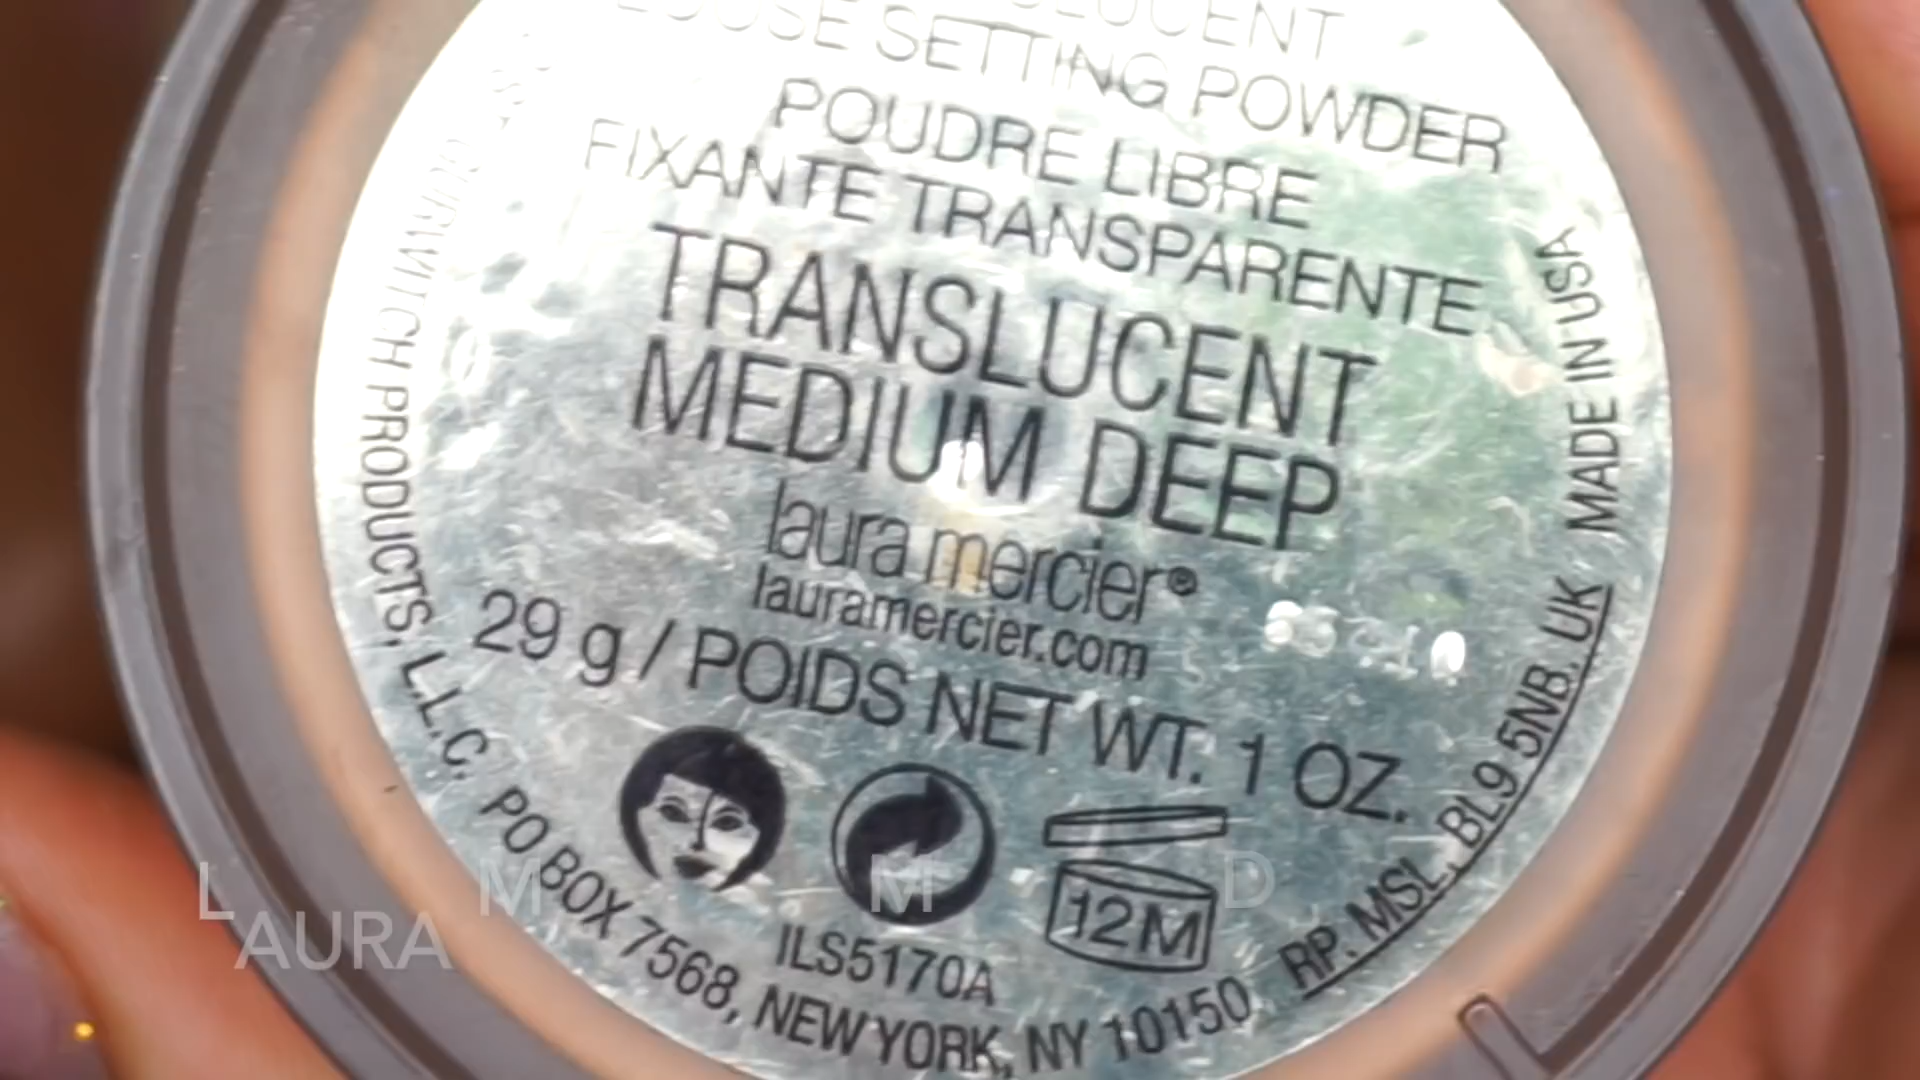 TRANSLUCENT
LOOSE SETTING POWDER
POUDRE LIBRE
FIXANTE TRANSPARENTE
TRANSLUCENT
MEDIUM DEEP
laura mercier®
lauramercier.com
29 g / POIDS NET WT. 1 OZ.
12M
ILS5170A
GURWITCH PRODUCTS, L.L.C. PO BOX 7568, NEW YORK, NY 10150 RP. MSL, BL9 5NB, UK MADE IN USA
LAURA M M D